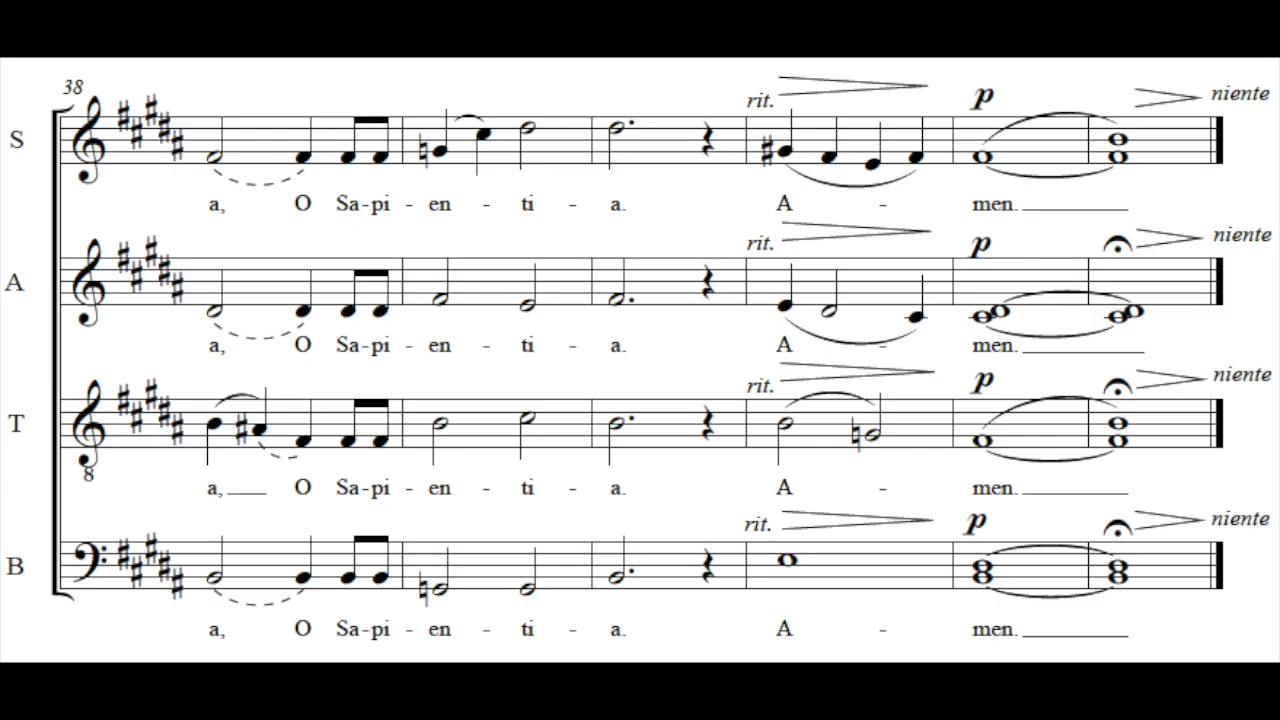 38
rit.
p
niente
S
a, O Sa-pi - en - ti - a. A - men.
rit.
p
niente
A
a, O Sa-pi - en - ti - a. A - men.
rit.
p
niente
T
8
a, O Sa-pi - en - ti - a. A - men.
rit.
p
niente
B
a, O Sa-pi - en - ti - a. A - men.